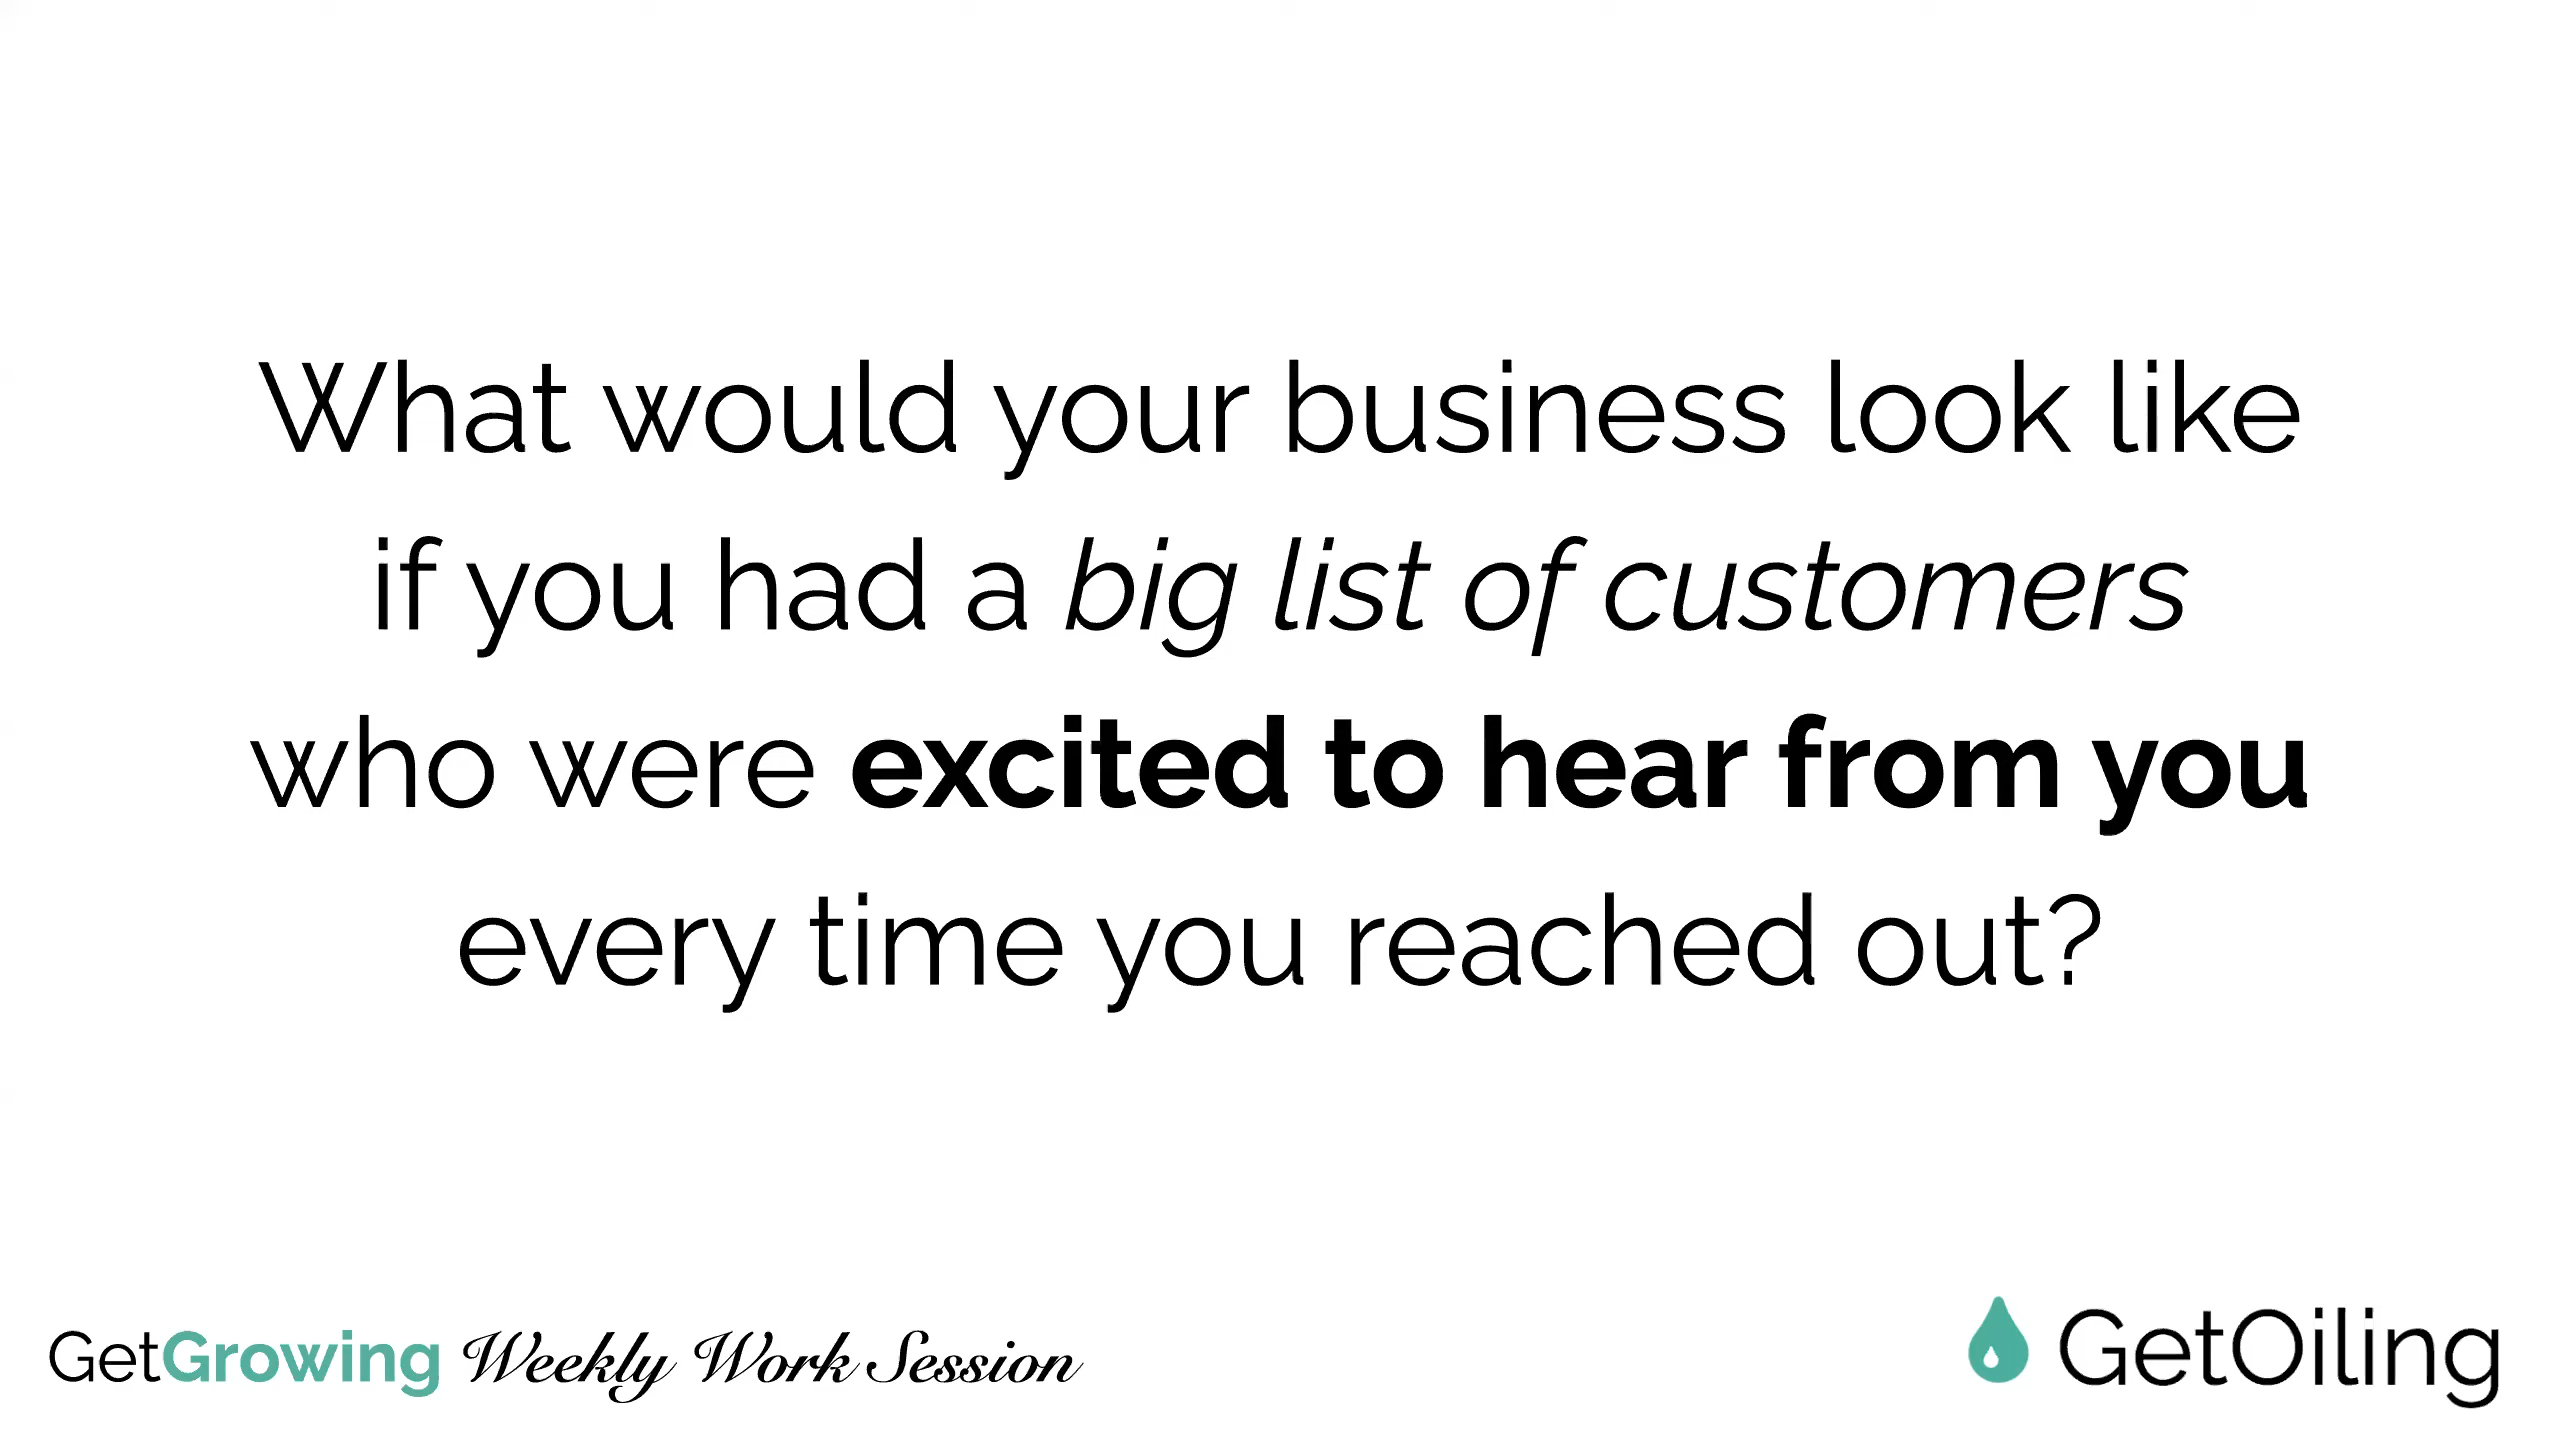 What would your business look like
if you had a big list of customers
who were excited to hear from you
every time you reached out?
GetGrowing Weekly Work Session
GetOiling